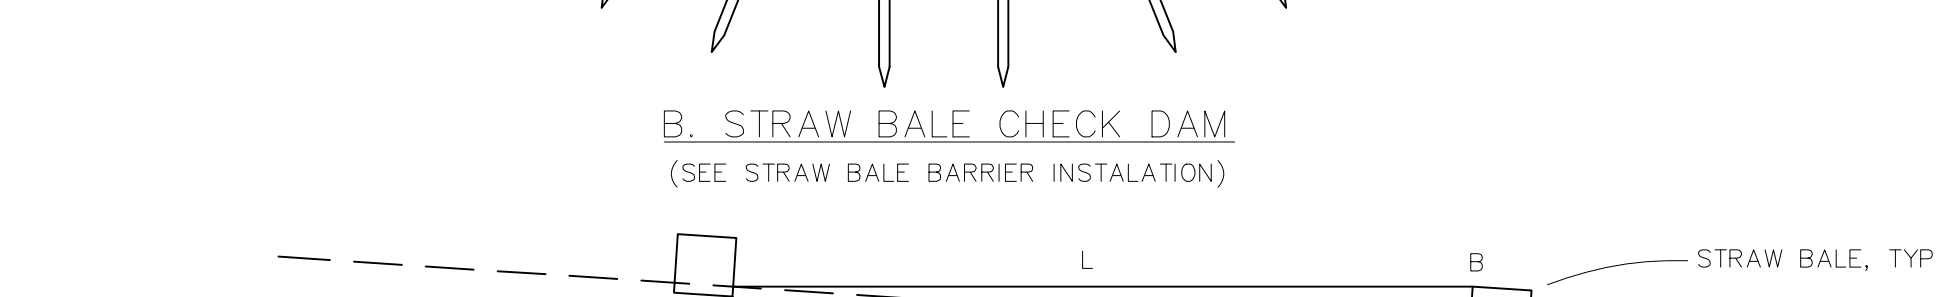 B. STRAW BALE CHECK DAM
(SEE STRAW BALE BARRIER INSTALATION)
L
B
STRAW BALE, TYP